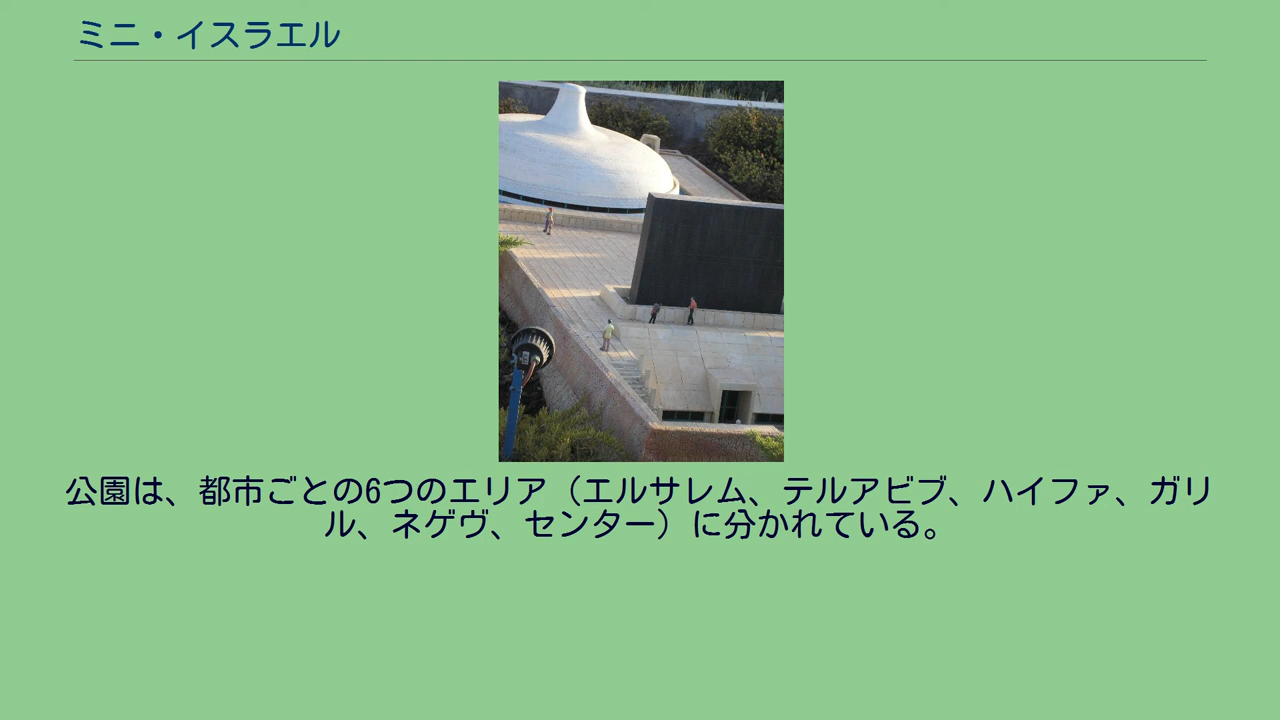 ミニ・イスラエル
公園は、都市ごとの6つのエリア（エルサレム、テルアビブ、ハイファ、ガリ
ル、ネゲヴ、センター）に分かれている。